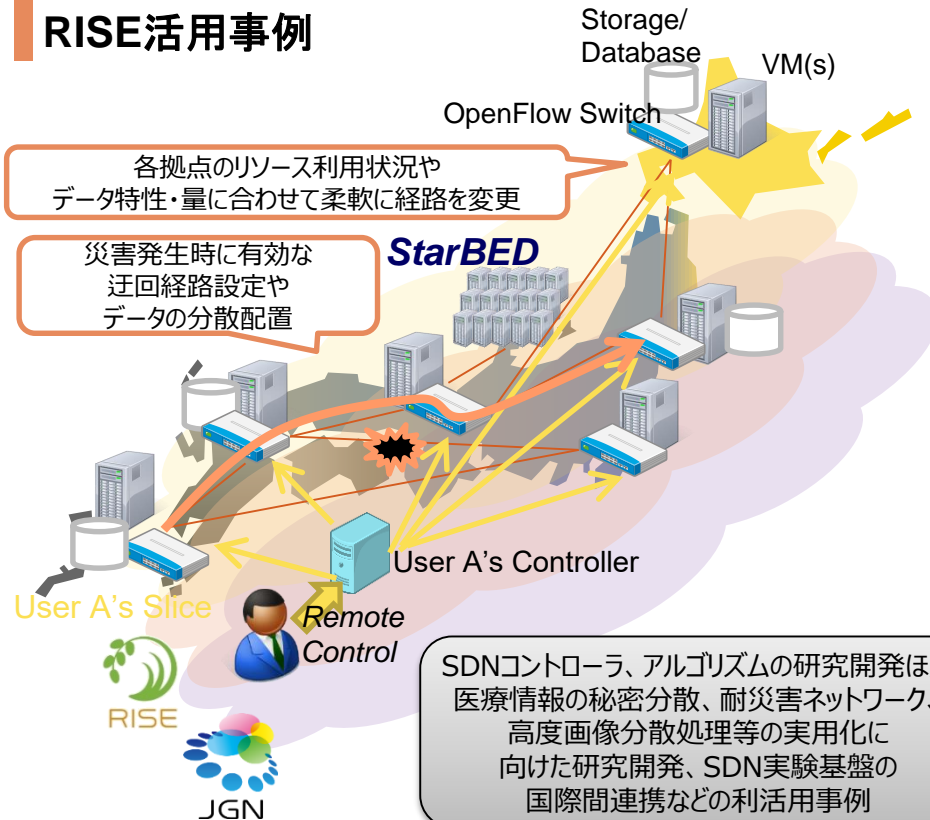 RISE活用事例
Storage/
Database
VM(s)
OpenFlow Switch
各拠点のリソース利用状況や
データ特性・量に合わせて柔軟に経路を変更
災害発生時に有効な
迂回経路設定や
データの分散配置
StarBED
User A's Controller
User A's Slice
Remote
Control
RISE
JGN
SDNコントローラ、アルゴリズムの研究開発ほ
医療情報の秘密分散、耐災害ネットワーク、
高度画像分散処理等の実用化に
向けた研究開発、SDN実験基盤の
国際間連携などの利活用事例